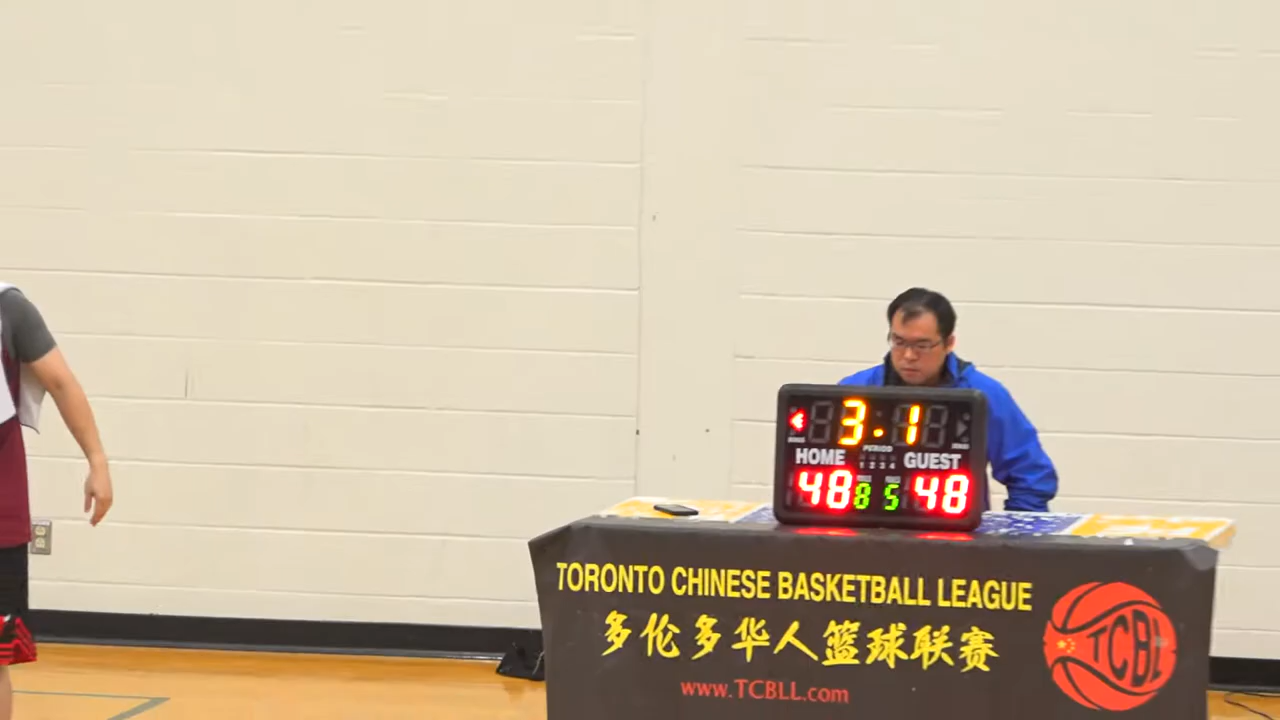 3.1
PERIOD
HOME 1 2 3 4 GUEST
48 8 5 48
TORONTO CHINESE BASKETBALL LEAGUE
多伦多华人篮球联赛
TCBL
www.TCBLL.com